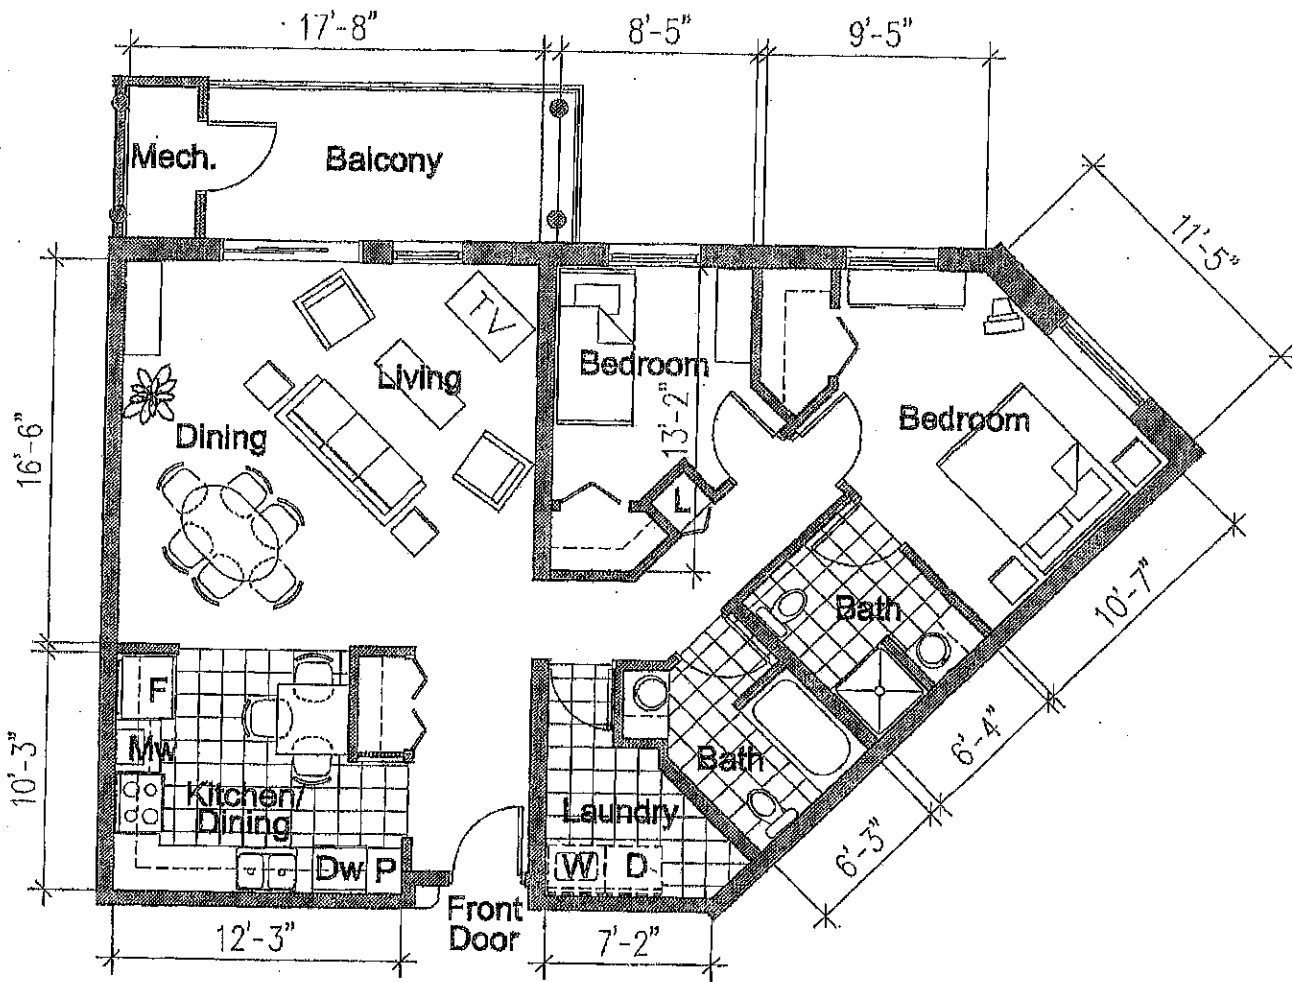 17'-8"
8'-5"
9'-5"
Mech.
Balcony
11'-5"
TV
Living
Bedroom
13'-2"
Bedroom
Dining
16'-6"
L
10'-7"
Bath
F
Mw
10'-3"
Kitchen/
Dining
Bath
6'-4"
Laundry
6'-3"
Dw
P
W
D
Front
Door
12'-3"
7'-2"